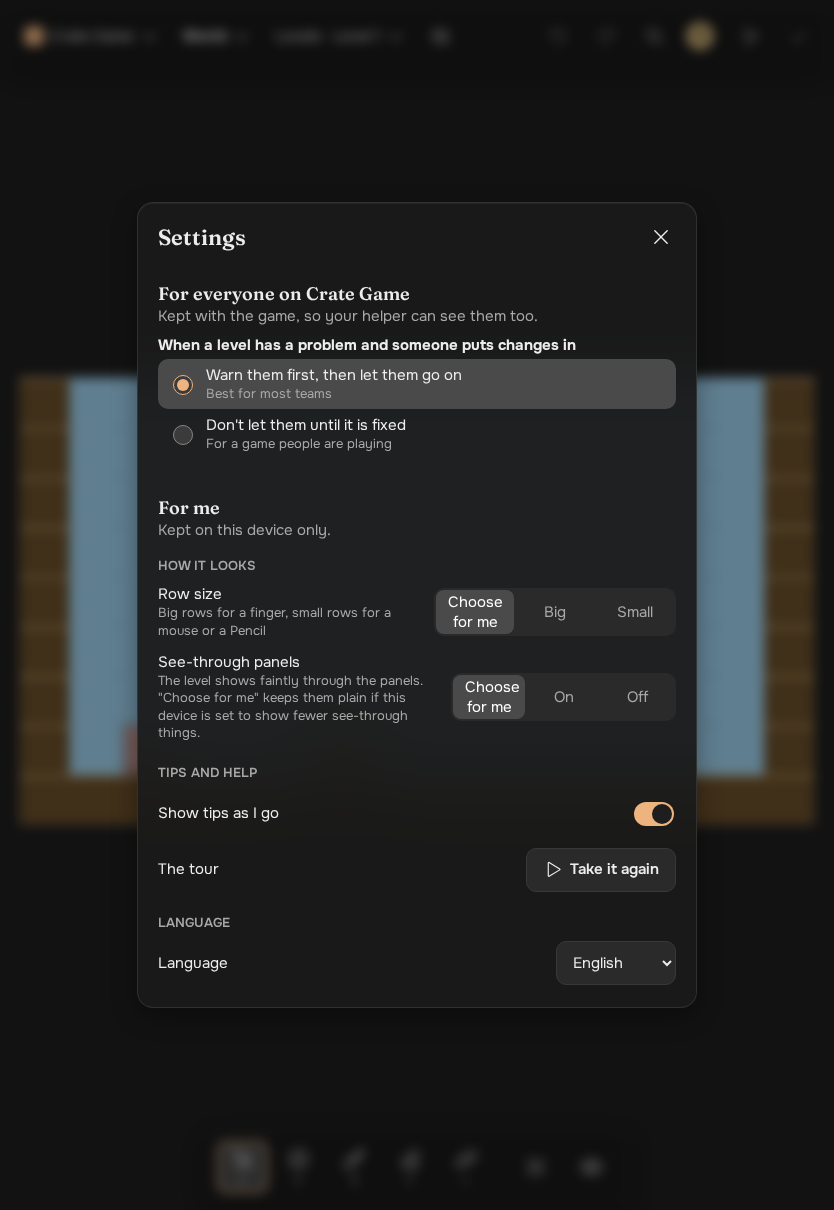 Settings
For everyone on Crate Game
Kept with the game, so your helper can see them too.
When a level has a problem and someone puts changes in
Warn them first, then let them go on
Best for most teams
Don't let them until it is fixed
For a game people are playing
For me
Kept on this device only.
HOW IT LOOKS
Row size
Big rows for a finger, small rows for a
mouse or a Pencil
Choose
for me
Big
Small
See-through panels
The level shows faintly through the panels.
"Choose for me" keeps them plain if this
device is set to show fewer see-through
things.
Choose
for me
On
Off
TIPS AND HELP
Show tips as I go
The tour
Take it again
LANGUAGE
Language
English